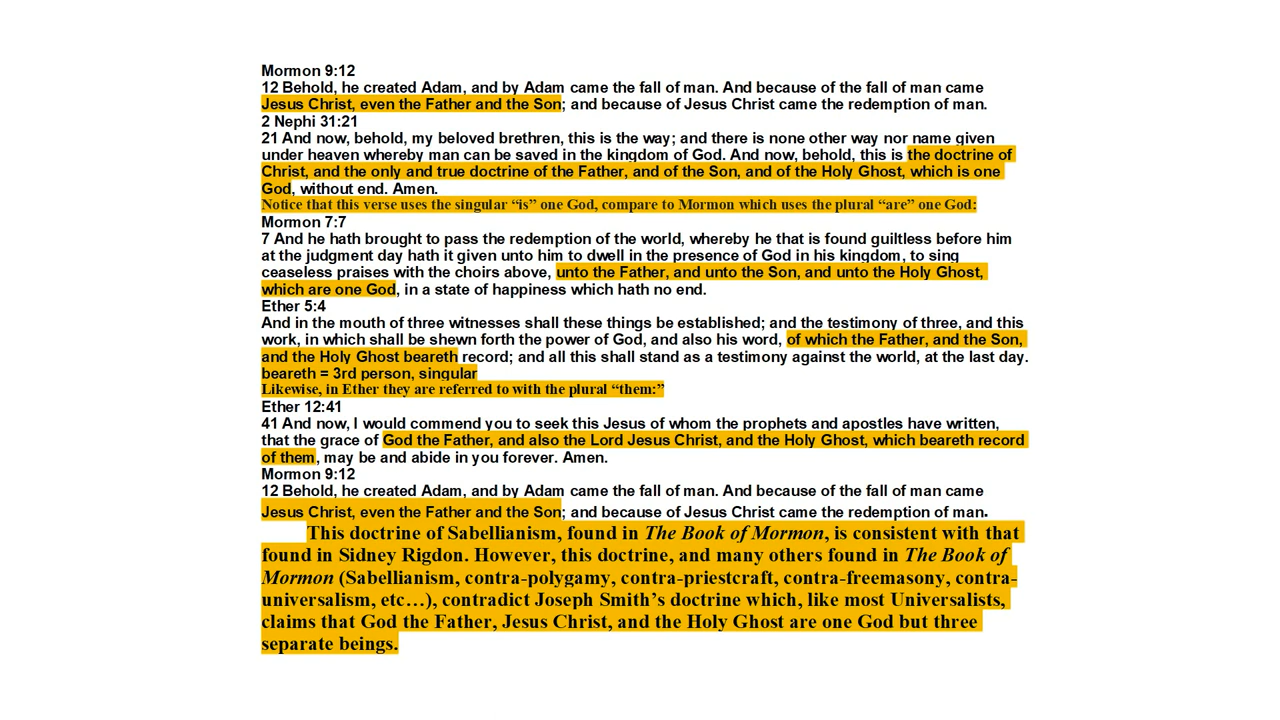 Mormon 9:12
12 Behold, he created Adam, and by Adam came the fall of man. And because of the fall of man came
Jesus Christ, even the Father and the Son; and because of Jesus Christ came the redemption of man.
2 Nephi 31:21
21 And now, behold, my beloved brethren, this is the way; and there is none other way nor name given
under heaven whereby man can be saved in the kingdom of God. And now, behold, this is the doctrine of
Christ, and the only and true doctrine of the Father, and of the Son, and of the Holy Ghost, which is one
God, without end. Amen.
Notice that this verse uses the singular “is” one God, compare to Mormon which uses the plural “are” one God:
Mormon 7:7
7 And he hath brought to pass the redemption of the world, whereby he that is found guiltless before him
at the judgment day hath it given unto him to dwell in the presence of God in his kingdom, to sing
ceaseless praises with the choirs above, unto the Father, and unto the Son, and unto the Holy Ghost,
which are one God, in a state of happiness which hath no end.
Ether 5:4
And in the mouth of three witnesses shall these things be established; and the testimony of three, and this
work, in which shall be shewn forth the power of God, and also his word, of which the Father, and the Son,
and the Holy Ghost beareth record; and all this shall stand as a testimony against the world, at the last day.
beareth = 3rd person, singular
Likewise, in Ether they are referred to with the plural “them:”
Ether 12:41
41 And now, I would commend you to seek this Jesus of whom the prophets and apostles have written,
that the grace of God the Father, and also the Lord Jesus Christ, and the Holy Ghost, which beareth record
of them, may be and abide in you forever. Amen.
Mormon 9:12
12 Behold, he created Adam, and by Adam came the fall of man. And because of the fall of man came
Jesus Christ, even the Father and the Son; and because of Jesus Christ came the redemption of man.
This doctrine of Sabellianism, found in The Book of Mormon, is consistent with that
found in Sidney Rigdon. However, this doctrine, and many others found in The Book of
Mormon (Sabellianism, contra-polygamy, contra-priestcraft, contra-freemasony, contra-
universalism, etc…), contradict Joseph Smith’s doctrine which, like most Universalists,
claims that God the Father, Jesus Christ, and the Holy Ghost are one God but three
separate beings.